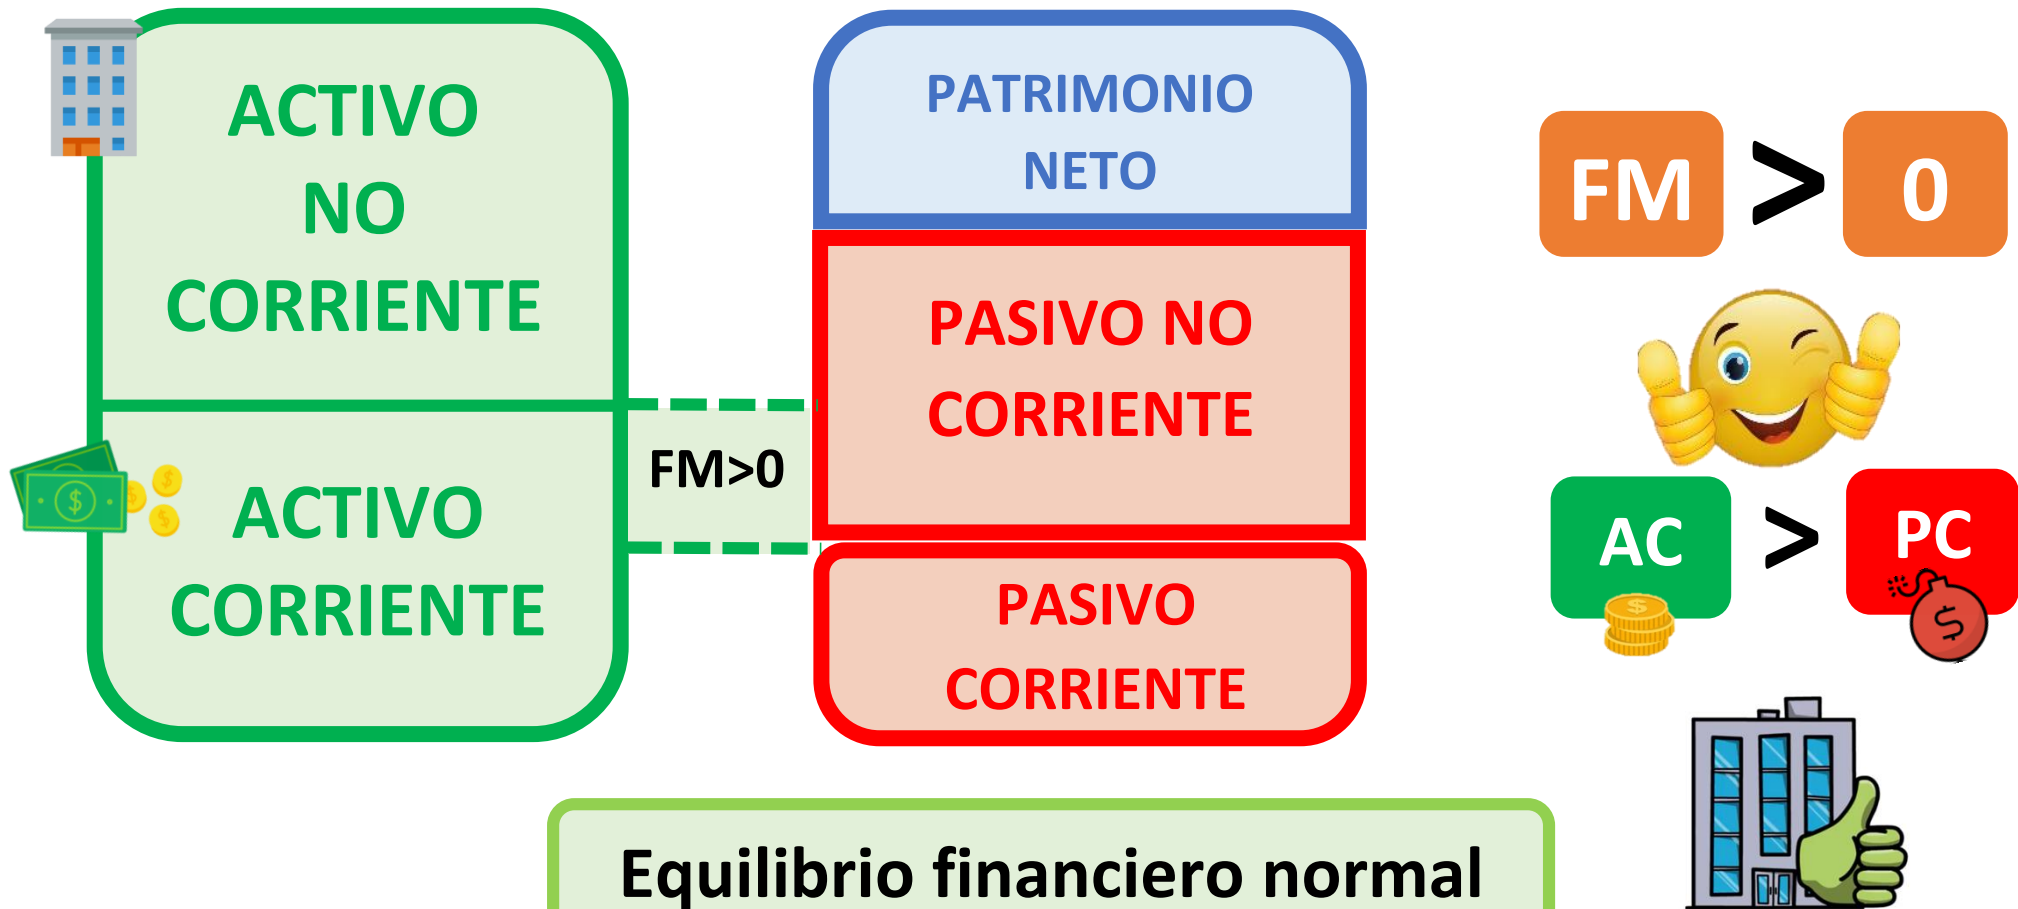 ACTIVO
NO
CORRIENTE
ACTIVO
CORRIENTE
FM>0
PATRIMONIO
NETO
PASIVO NO
CORRIENTE
PASIVO
CORRIENTE
FM > 0
AC > PC
Equilibrio financiero normal